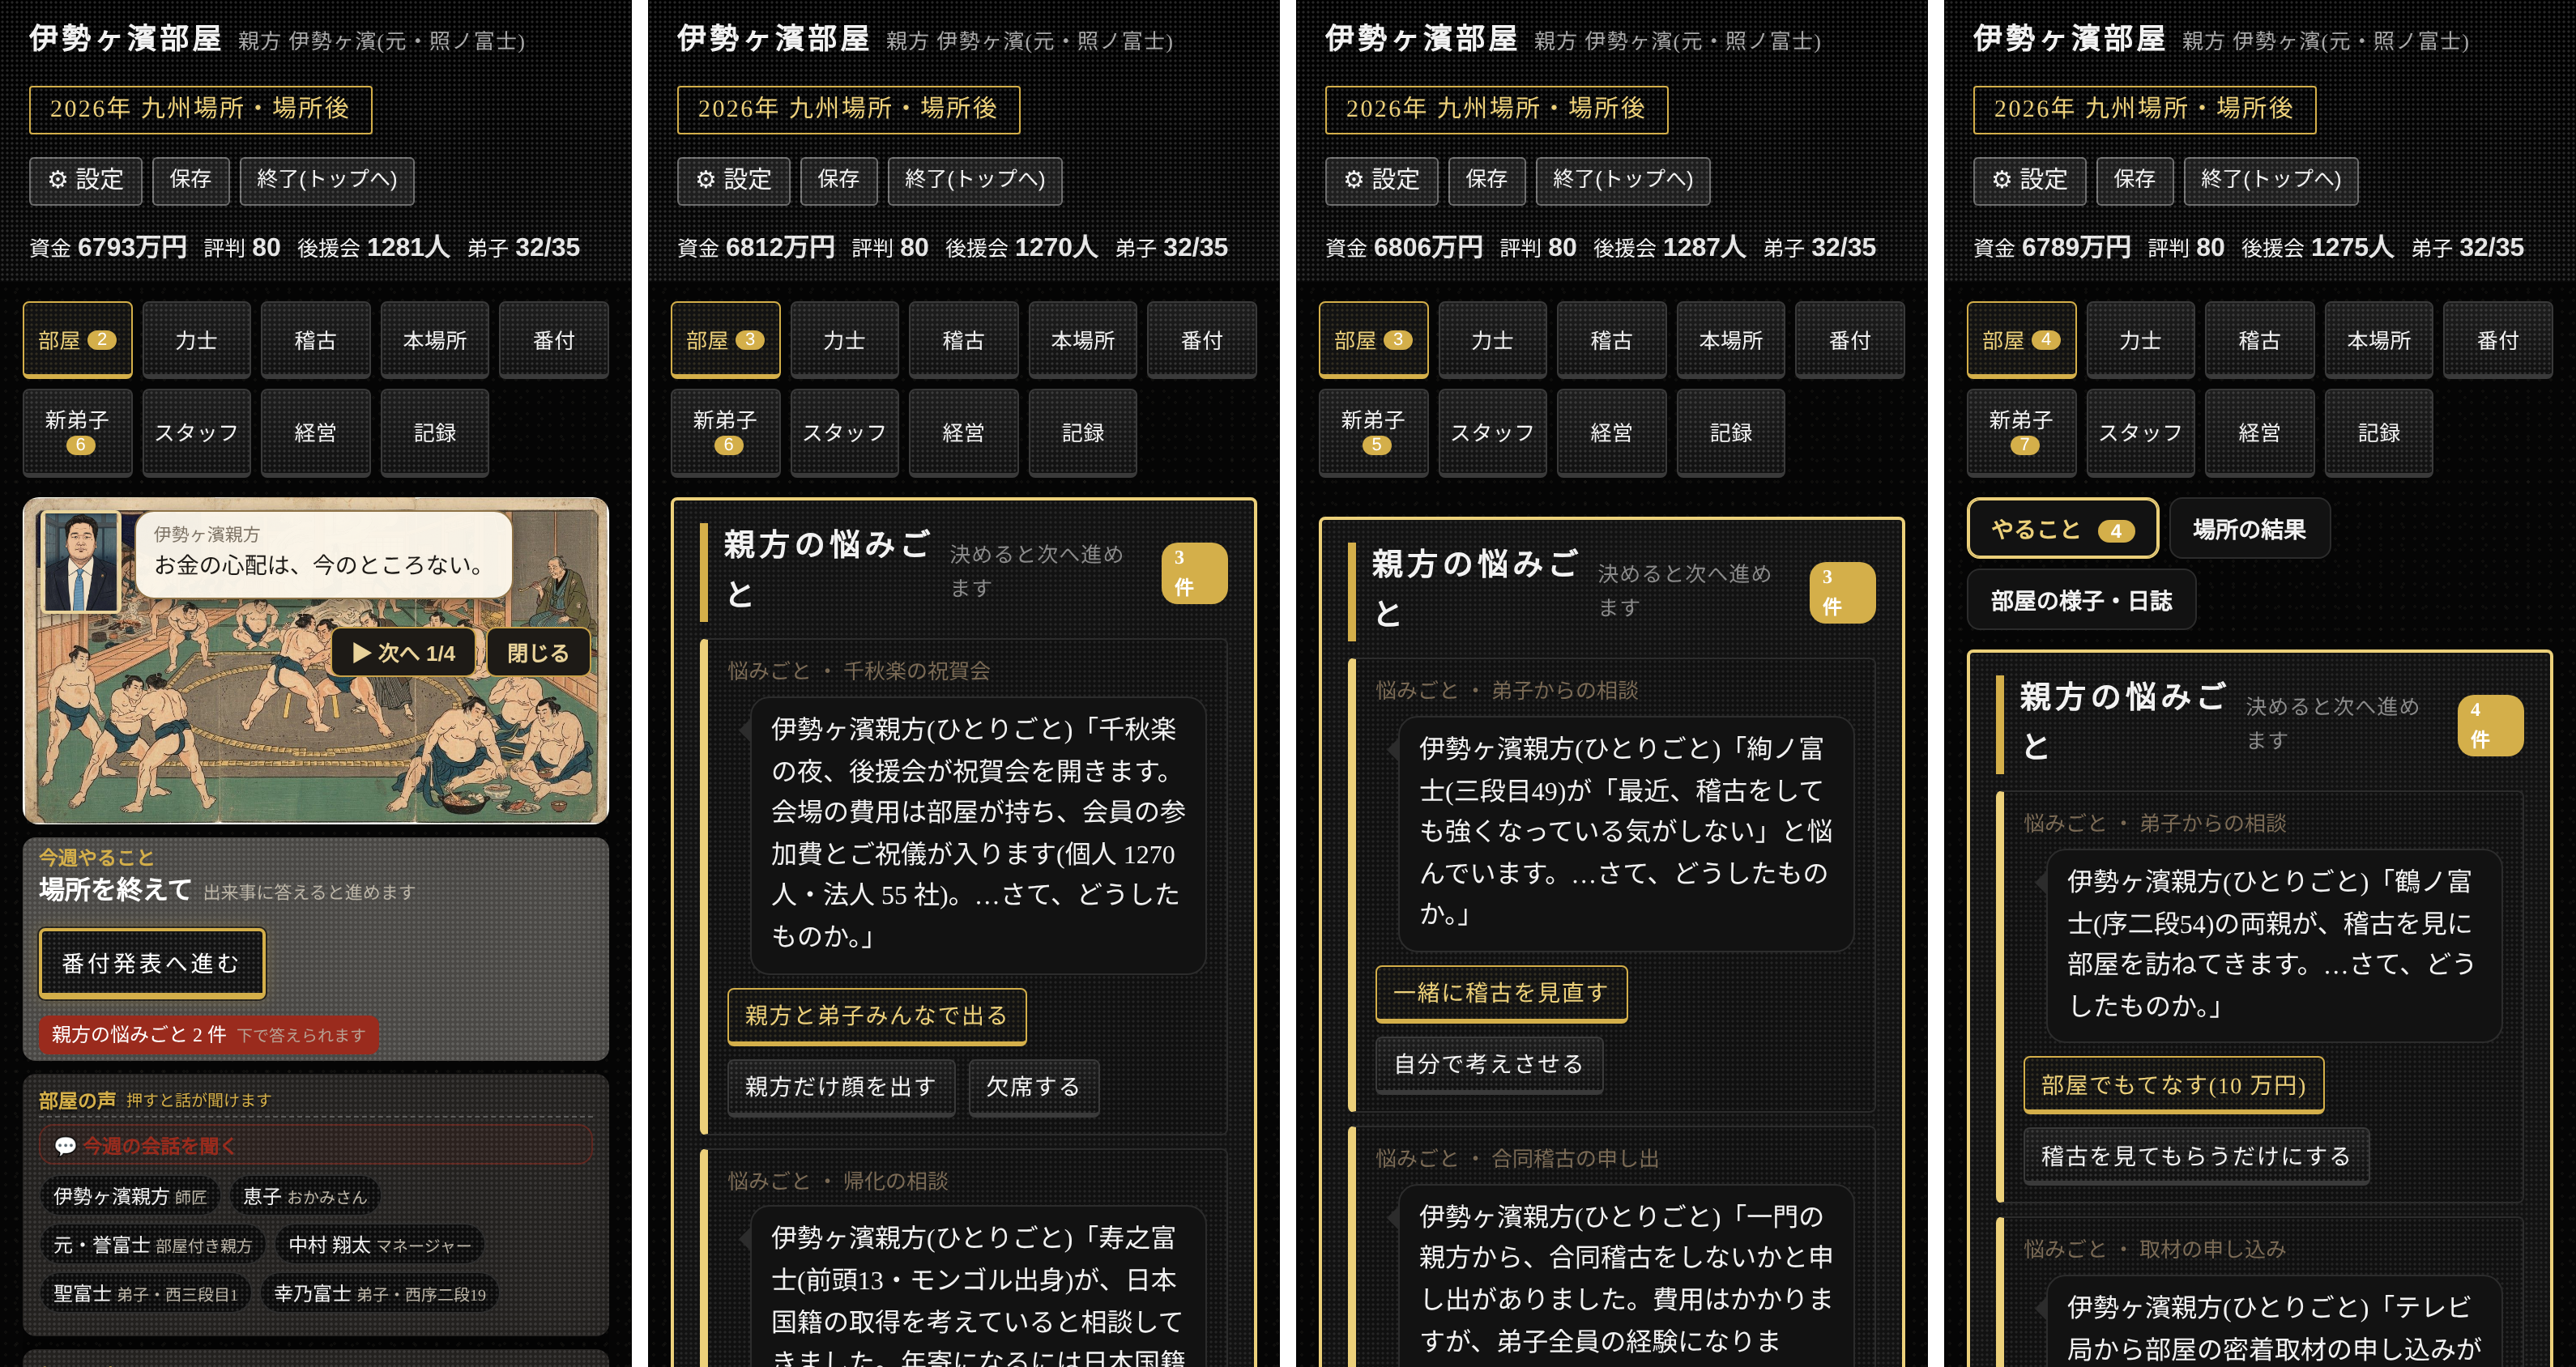 伊勢ヶ濱部屋 親方 伊勢ヶ濱(元・照ノ富士)
2026年 九州場所・場所後
⚙ 設定 保存 終了(トップへ)
資金 6793万円 評判 80 後援会 1281人 弟子 32/35
部屋 2 力士 稽古 本場所 番付
新弟子 6 スタッフ 経営 記録
伊勢ヶ濱親方
お金の心配は、今のところない。
▶ 次へ 1/4 閉じる
今週やること
場所を終えて 出来事に答えると進めます
番付発表へ進む
親方の悩みごと 2 件 下で答えられます
部屋の声 押すと話が聞けます
💬 今週の会話を聞く
伊勢ヶ濱親方 師匠 恵子 おかみさん
元・誉富士 部屋付き親方 中村 翔太 マネージャー
聖富士 弟子・西三段目1 幸乃富士 弟子・西序二段19
伊勢ヶ濱部屋 親方 伊勢ヶ濱(元・照ノ富士)
2026年 九州場所・場所後
⚙ 設定 保存 終了(トップへ)
資金 6812万円 評判 80 後援会 1270人 弟子 32/35
部屋 3 力士 稽古 本場所 番付
新弟子 6 スタッフ 経営 記録
親方の悩みご
と
決めると次へ進め
ます
3
件
悩みごと ・ 千秋楽の祝賀会
伊勢ヶ濱親方(ひとりごと)「千秋楽
の夜、後援会が祝賀会を開きます。
会場の費用は部屋が持ち、会員の参
加費とご祝儀が入ります(個人 1270
人・法人 55 社)。…さて、どうした
ものか。」
親方と弟子みんなで出る
親方だけ顔を出す 欠席する
悩みごと ・ 帰化の相談
伊勢ヶ濱親方(ひとりごと)「寿之富
士(前頭13・モンゴル出身)が、日本
国籍の取得を考えていると相談して
きました。年寄になるには日本国籍
伊勢ヶ濱部屋 親方 伊勢ヶ濱(元・照ノ富士)
2026年 九州場所・場所後
⚙ 設定 保存 終了(トップへ)
資金 6806万円 評判 80 後援会 1287人 弟子 32/35
部屋 3 力士 稽古 本場所 番付
新弟子 5 スタッフ 経営 記録
親方の悩みご
と
決めると次へ進め
ます
3
件
悩みごと ・ 弟子からの相談
伊勢ヶ濱親方(ひとりごと)「絢ノ富
士(三段目49)が「最近、稽古をして
も強くなっている気がしない」と悩
んでいます。…さて、どうしたもの
か。」
一緒に稽古を見直す
自分で考えさせる
悩みごと ・ 合同稽古の申し出
伊勢ヶ濱親方(ひとりごと)「一門の
親方から、合同稽古をしないかと申
し出がありました。費用はかかりま
すが、弟子全員の経験になりま
伊勢ヶ濱部屋 親方 伊勢ヶ濱(元・照ノ富士)
2026年 九州場所・場所後
⚙ 設定 保存 終了(トップへ)
資金 6789万円 評判 80 後援会 1275人 弟子 32/35
部屋 4 力士 稽古 本場所 番付
新弟子 7 スタッフ 経営 記録
やること 4 場所の結果
部屋の様子・日誌
親方の悩みご
と
決めると次へ進め
ます
4
件
悩みごと ・ 弟子からの相談
伊勢ヶ濱親方(ひとりごと)「鶴ノ富
士(序二段54)の両親が、稽古を見に
部屋を訪ねてきます。…さて、どう
したものか。」
部屋でもてなす(10 万円)
稽古を見てもらうだけにする
悩みごと ・ 取材の申し込み
伊勢ヶ濱親方(ひとりごと)「テレビ
局から部屋の密着取材の申し込みが